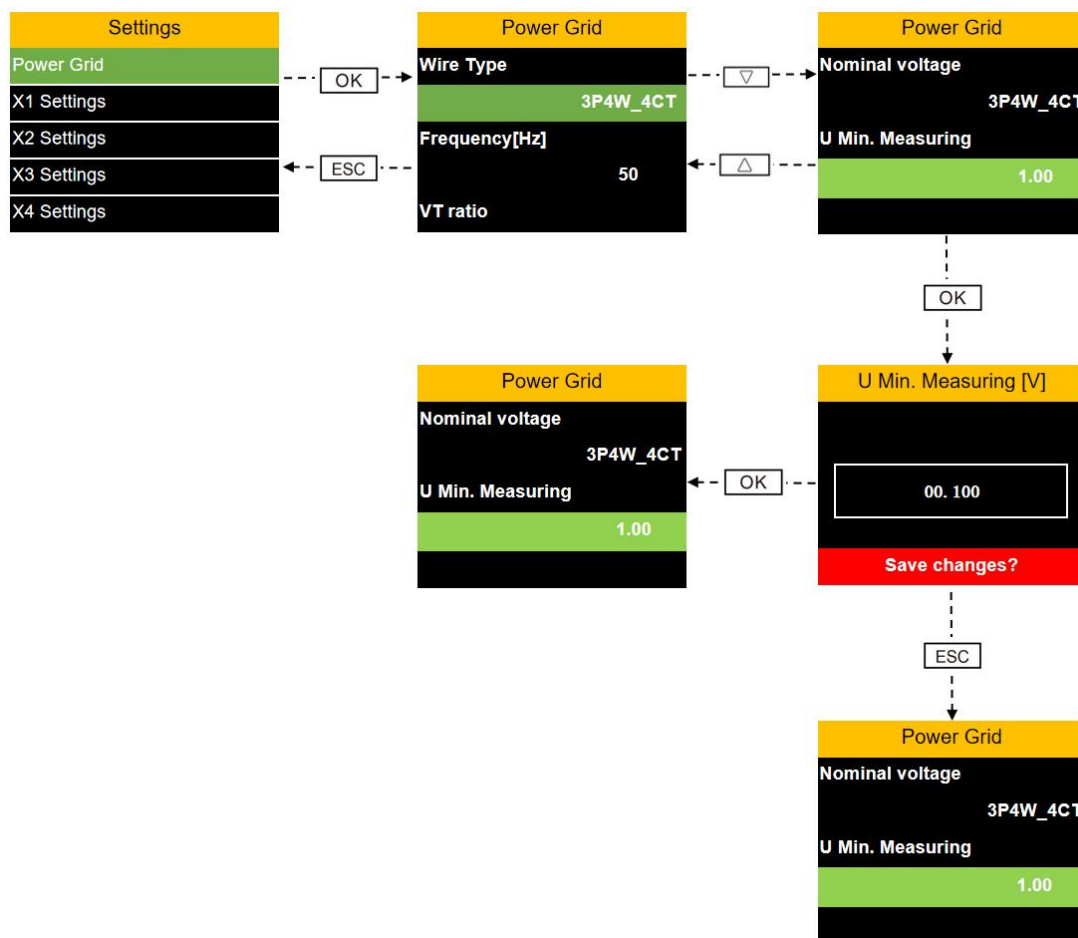 Settings
Power Grid
X1 Settings
X2 Settings
X3 Settings
X4 Settings
OK
ESC
Power Grid
Wire Type
3P4W_4CT
Frequency[Hz]
50
VT ratio
Power Grid
Nominal voltage
3P4W_4CT
U Min. Measuring
1.00
OK
U Min. Measuring [V]
00. 100
Save changes?
OK
Power Grid
Nominal voltage
3P4W_4CT
U Min. Measuring
1.00
ESC
Power Grid
Nominal voltage
3P4W_4CT
U Min. Measuring
1.00